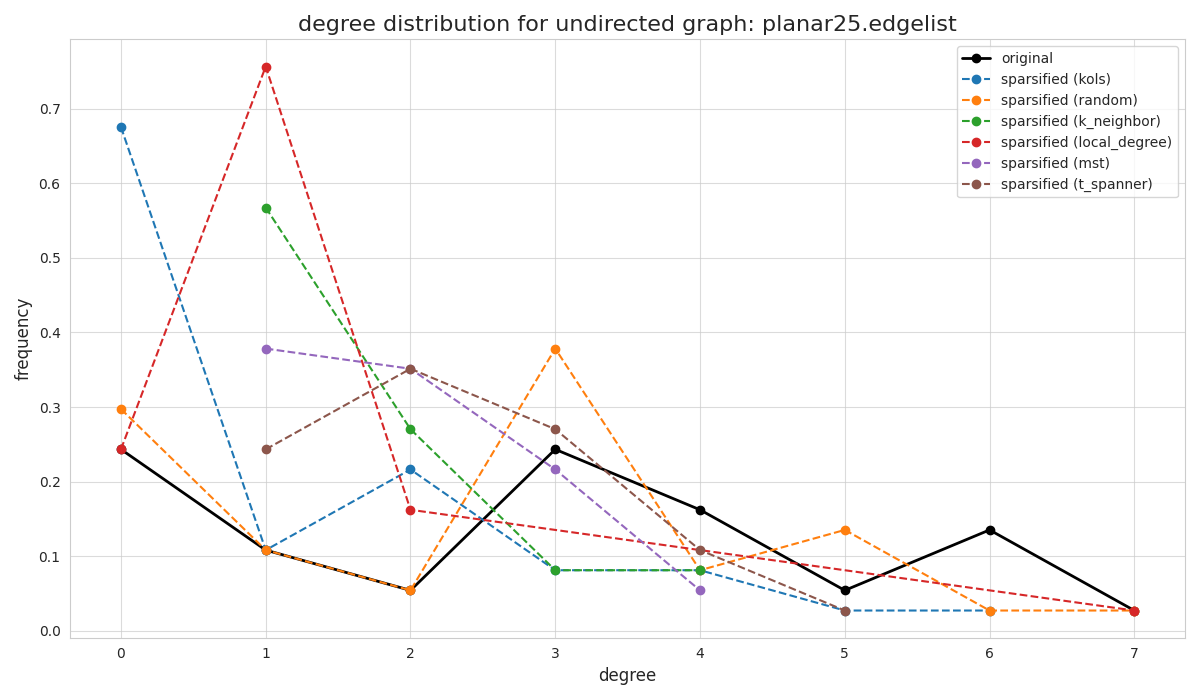 degree distribution for undirected graph: planar25.edgelist
original
sparsified (kols)
sparsified (random)
sparsified (k_neighbor)
sparsified (local_degree)
sparsified (mst)
sparsified (t_spanner)
frequency
0.7
0.6
0.5
0.4
0.3
0.2
0.1
0.0
0 1 2 3 4 5 6 7
degree